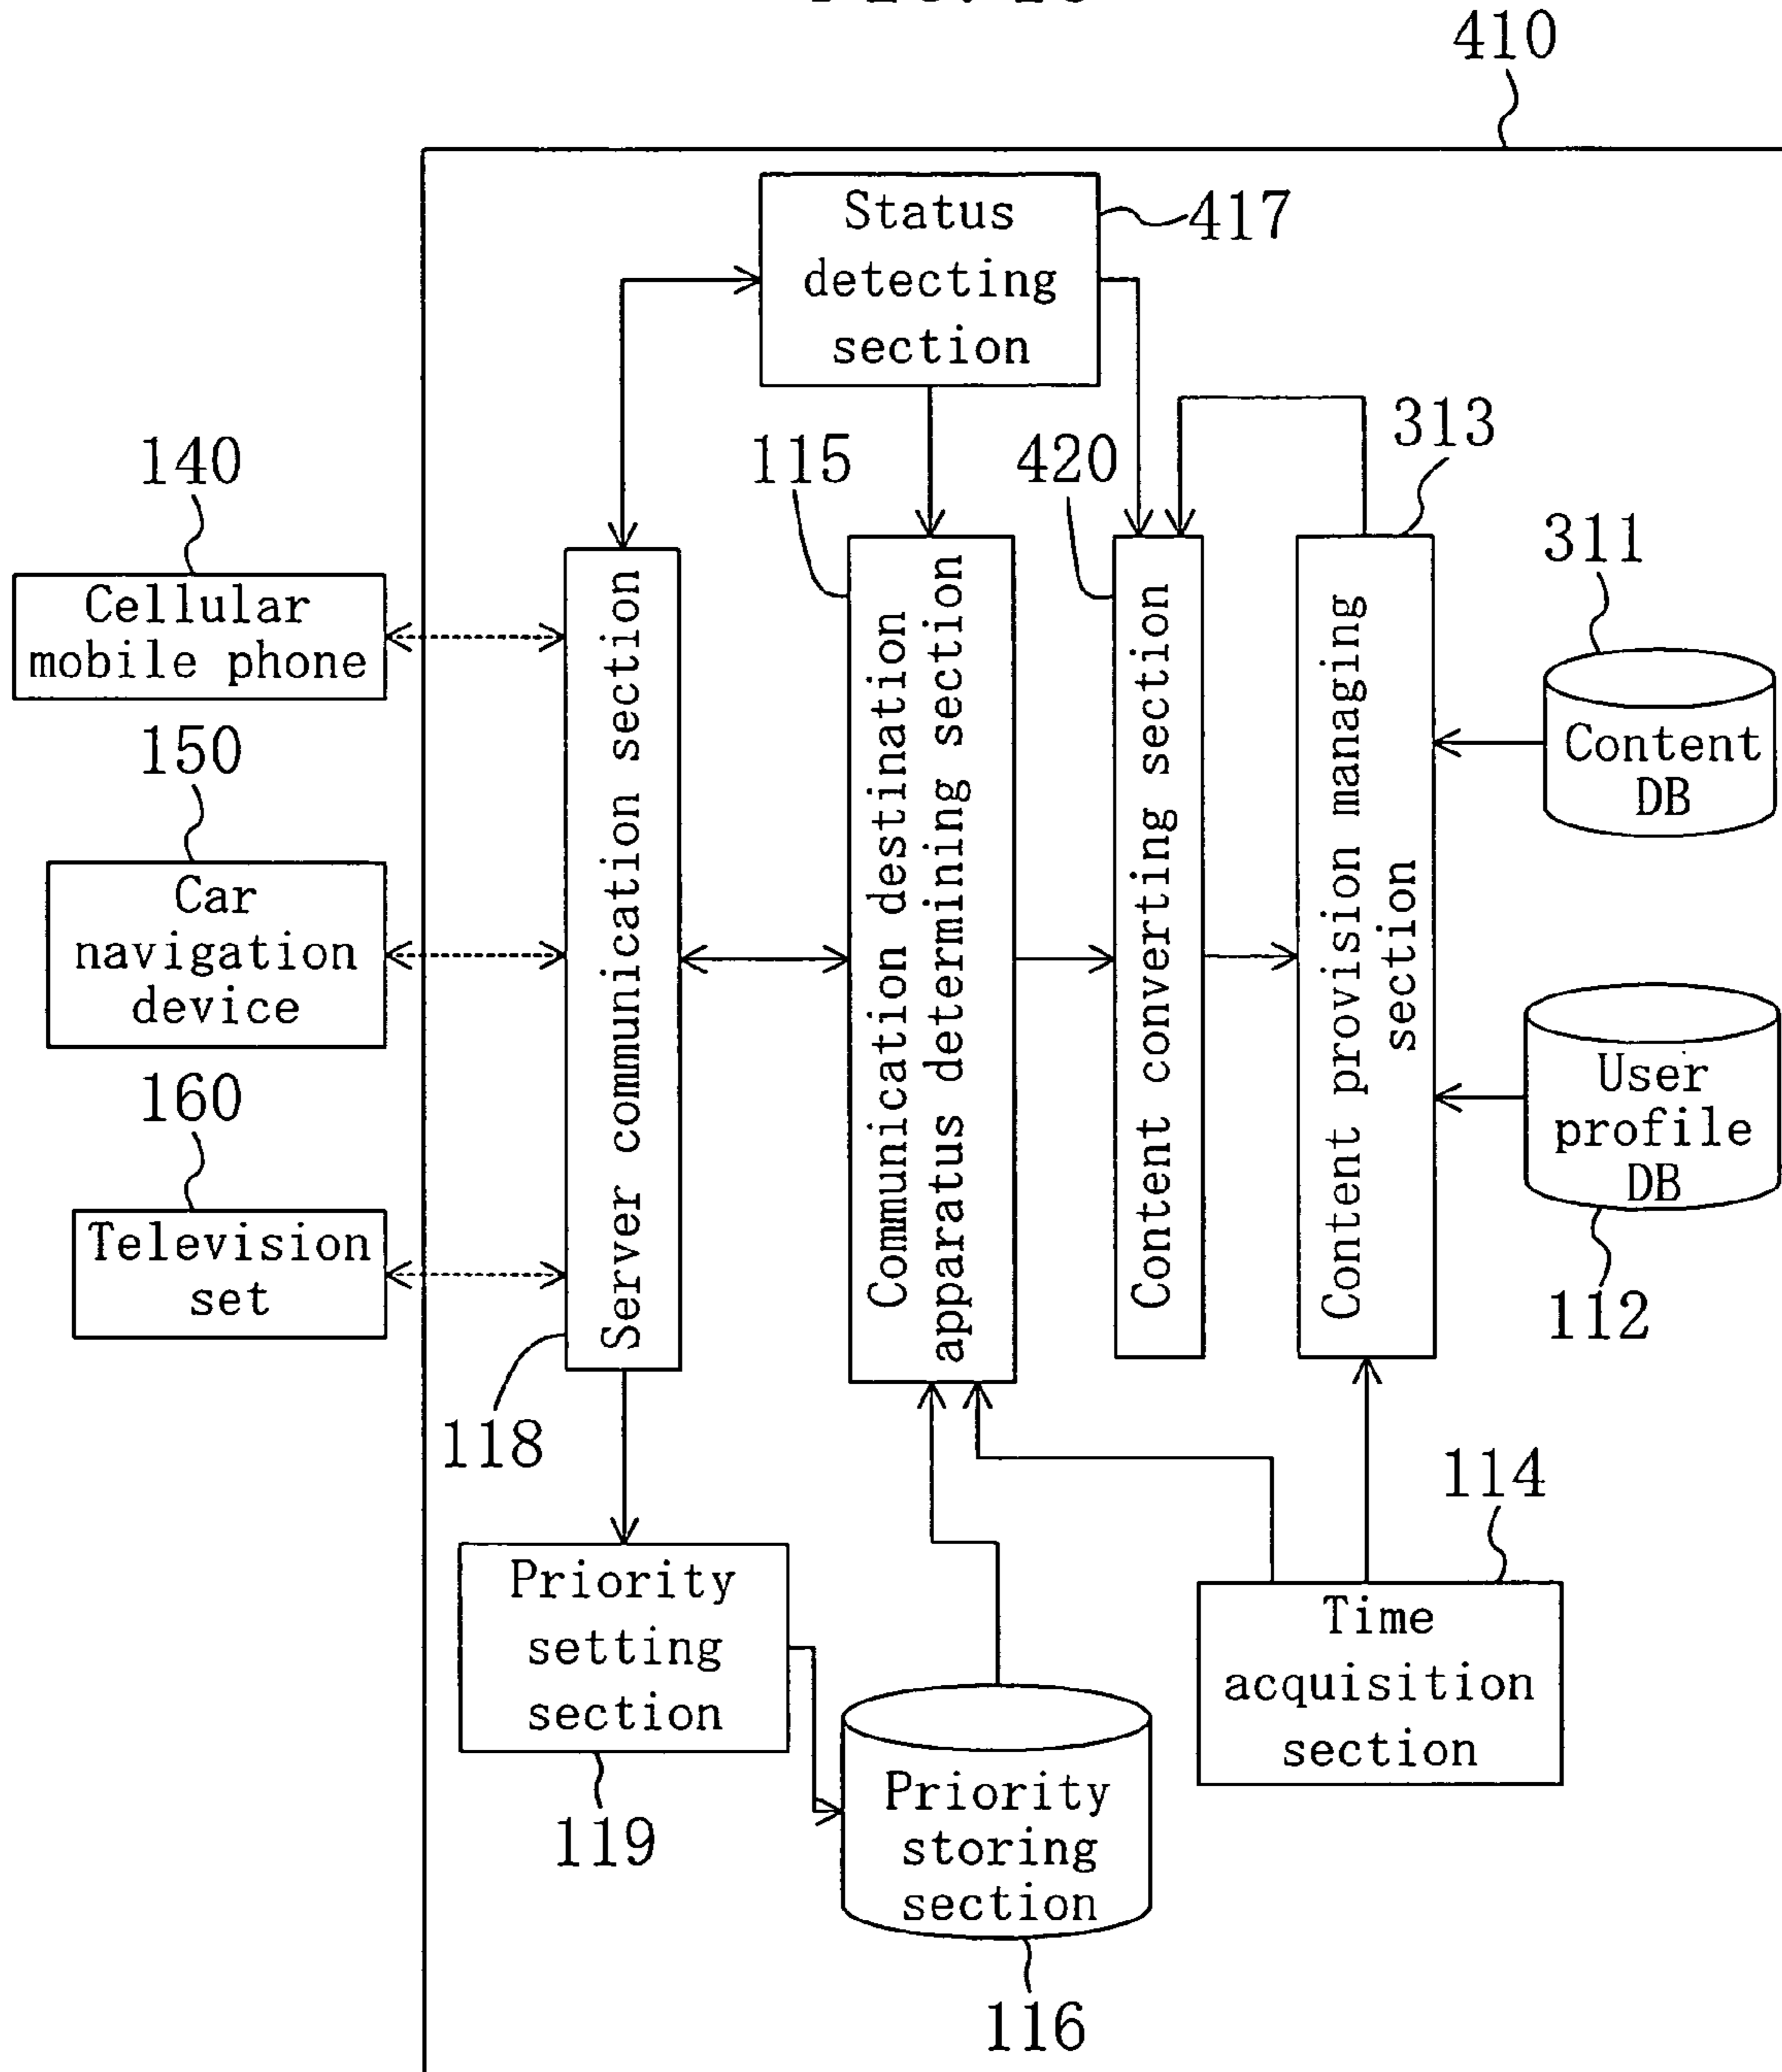 410
Status
detecting
section
417
115
420
313
140
Cellular
mobile phone
311
Content
DB
150
Car
navigation
device
160
Television
set
Server communication section
Communication destination
apparatus determining section
Content converting section
Content provision managing
section
User
profile
DB
112
118
114
Time
acquisition
section
Priority
setting
section
119
Priority
storing
section
116